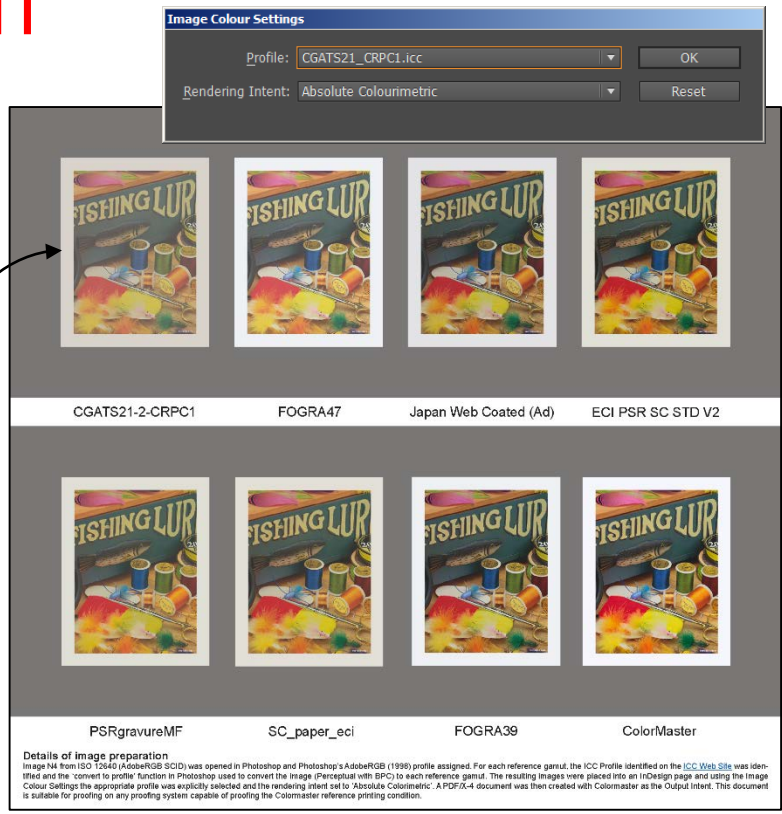 Image Colour Settings
Profile: CGATS21_CRPC1.icc OK
Rendering Intent: Absolute Colourimetric Reset
FISHING LUR FISHING LUR FISHING LUR FISHING LUR
CGATS21-2-CRPC1 FOGRA47 Japan Web Coated (Ad) ECI PSR SC STD V2
FISHING LUR FISHING LUR FISHING LUR FISHING LUR
PSRgravureMF SC_paper_eci FOGRA39 ColorMaster
Details of image preparation
Image N4 from ISO 12640 (AdobeRGB SCID) was opened in Photoshop and Photoshop's AdobeRGB (1998) profile assigned. For each reference gamut, the ICC Profile identified on the ICC Web Site was iden-
tified and the 'convert to profile' function in Photoshop used to convert the image (Perceptual with BPC) to each reference gamut. The resulting images were placed into an InDesign page and using the Image
Colour Settings the appropriate profile was explicitly selected and the rendering intent set to 'Absolute Colorimetric'. A PDF/X-4 document was then created with Colormaster as the Output Intent. This document
is suitable for proofing on any proofing system capable of proofing the Colormaster reference printing condition.